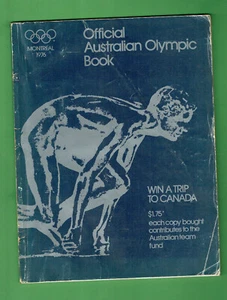 MONTREAL
1976
Official
Australian Olympic
Book
WIN A TRIP
TO CANADA
$1.75*
each copy bought
contributes to the
Australian team
fund